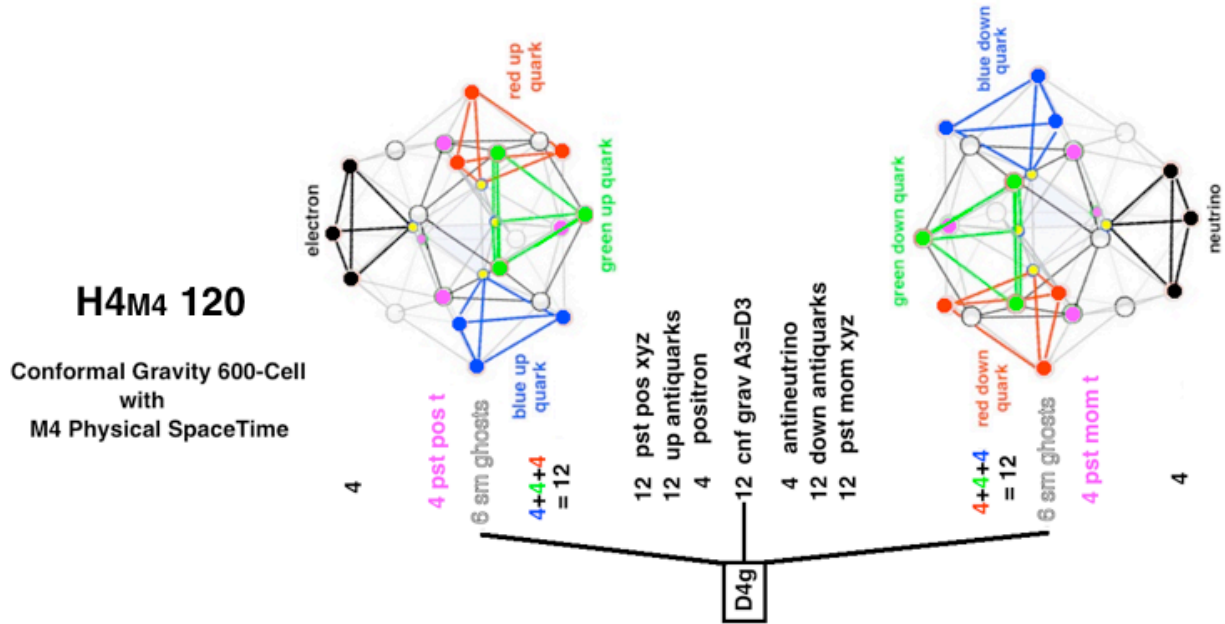 H4M4 120
Conformal Gravity 600-Cell
with
M4 Physical SpaceTime
electron
red up
quark
green up quark
blue up
quark
4
4 pst pos t
6 sm ghosts
4+4+4
= 12
12 pst pos xyz
12 up antiquarks
4 positron
12 cnf grav A3=D3
4 antineutrino
12 down antiquarks
12 pst mom xyz
D4g
blue down
quark
green down quark
red down
quark
neutrino
4+4+4
= 12
6 sm ghosts
4 pst mom t
4